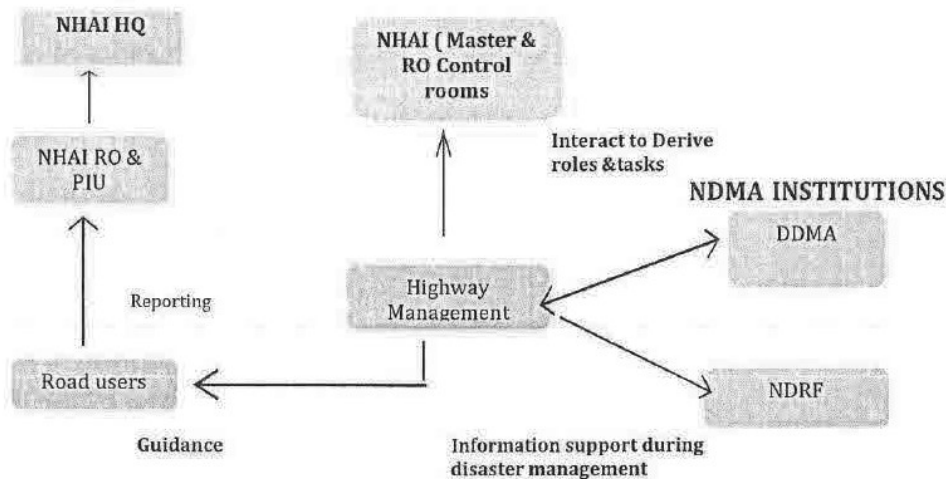 NHAI HQ
NHAI ( Master &
RO Control
rooms
NHAI RO &
PIU
Interact to Derive
roles &tasks
NDMA INSTITUTIONS
DDMA
Highway
Management
Reporting
Road users
NDRF
Guidance
Information support during
disaster management